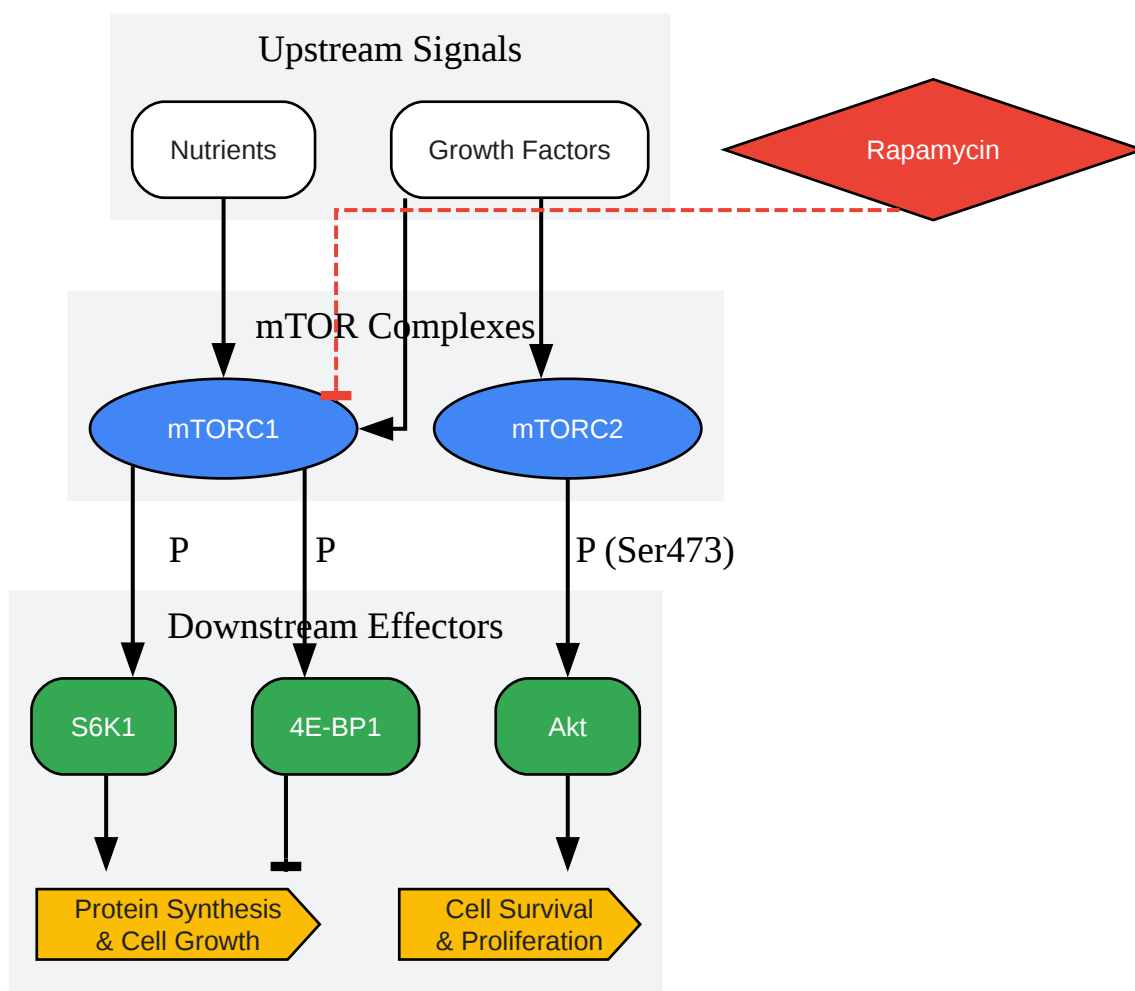 Upstream Signals
Nutrients
Growth Factors
Rapamycin
mTOR Complexes
mTORC1
mTORC2
P
P
P (Ser473)
Downstream Effectors
S6K1
4E-BP1
Akt
Protein Synthesis
& Cell Growth
Cell Survival
& Proliferation